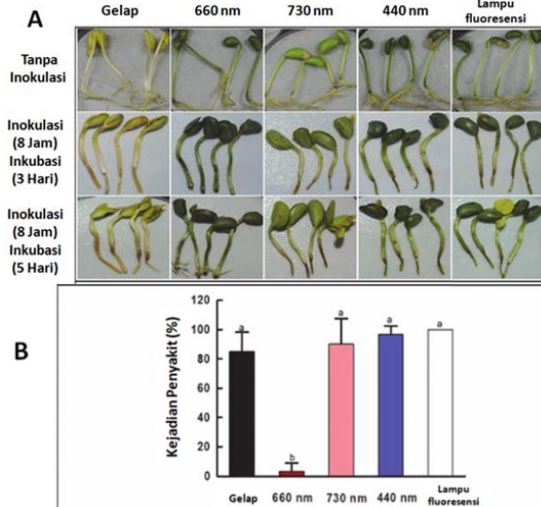 A
Gelap 660 nm 730 nm 440 nm Lampu
fluoresensi
Tanpa
Inokulasi
Inokulasi
(8 Jam)
Inkubasi
(3 Hari)
Inokulasi
(8 Jam)
Inkubasi
(5 Hari)
B
Kejadian Penyakit (%)
120
100
80
60
40
20
0
a
b
a
a
a
Gelap 660 nm 730 nm 440 nm Lampu
fluoresensi